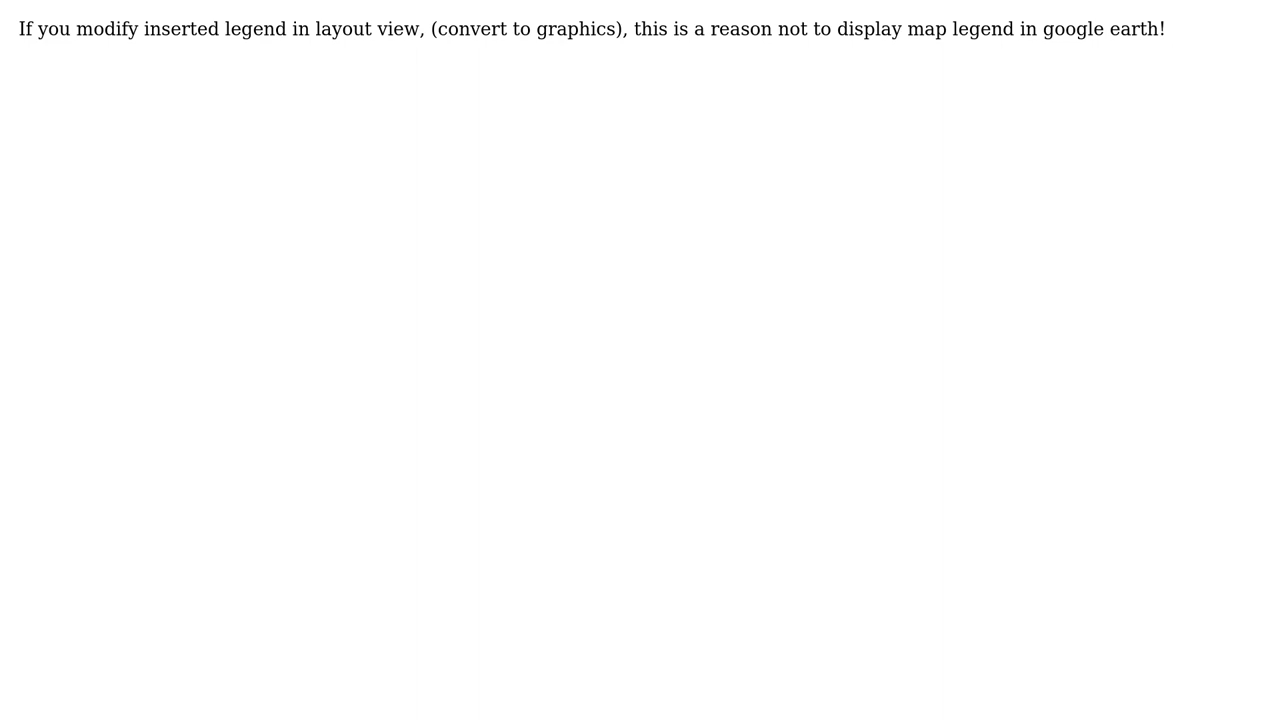 If you modify inserted legend in layout view, (convert to graphics), this is a reason not to display map legend in google earth!